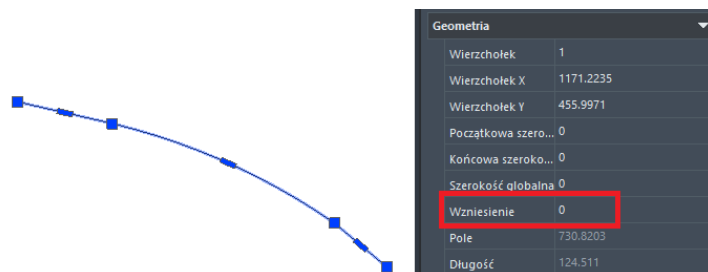 Geometria
Wierzchołek 1
Wierzchołek X 1171.2235
Wierzchołek Y 455.9971
Początkowa szero... 0
Końcowa szeroko... 0
Szerokość globalna 0
Wzniesienie 0
Pole 730.8203
Długość 124.511